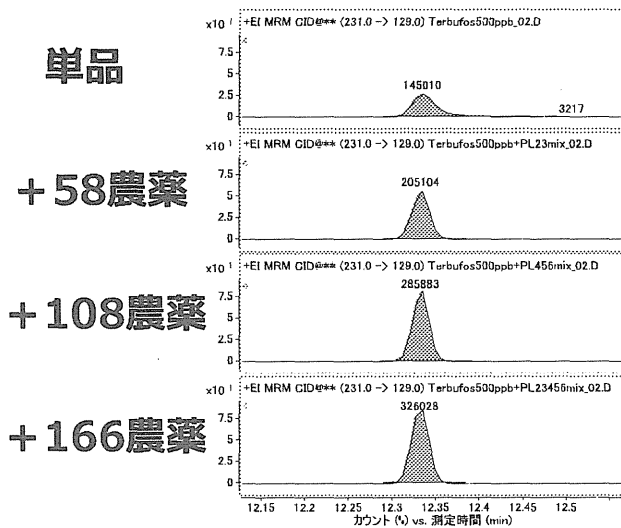 単品
×10 1 +EI MRM CID@** (231.0 -> 129.0) Terbufos500ppb_02.D
7.5
5
2.5
0
145010
3217
+58農薬
×10 1 +EI MRM CID@** (231.0 -> 129.0) Terbufos500ppb+PL23mix_02.D
7.5
5
2.5
0
205104
+108農薬
×10 1 +EI MRM CID@** (231.0 -> 129.0) Terbufos500ppb+PL456mix_02.D
7.5
5
2.5
0
285883
+166農薬
×10 1 +EI MRM CID@** (231.0 -> 129.0) Terbufos500ppb+PL23456mix_02.D
7.5
5
2.5
0
326028
12.15 12.2 12.25 12.3 12.35 12.4 12.45 12.5
カウント (%) vs. 測定時間 (min)